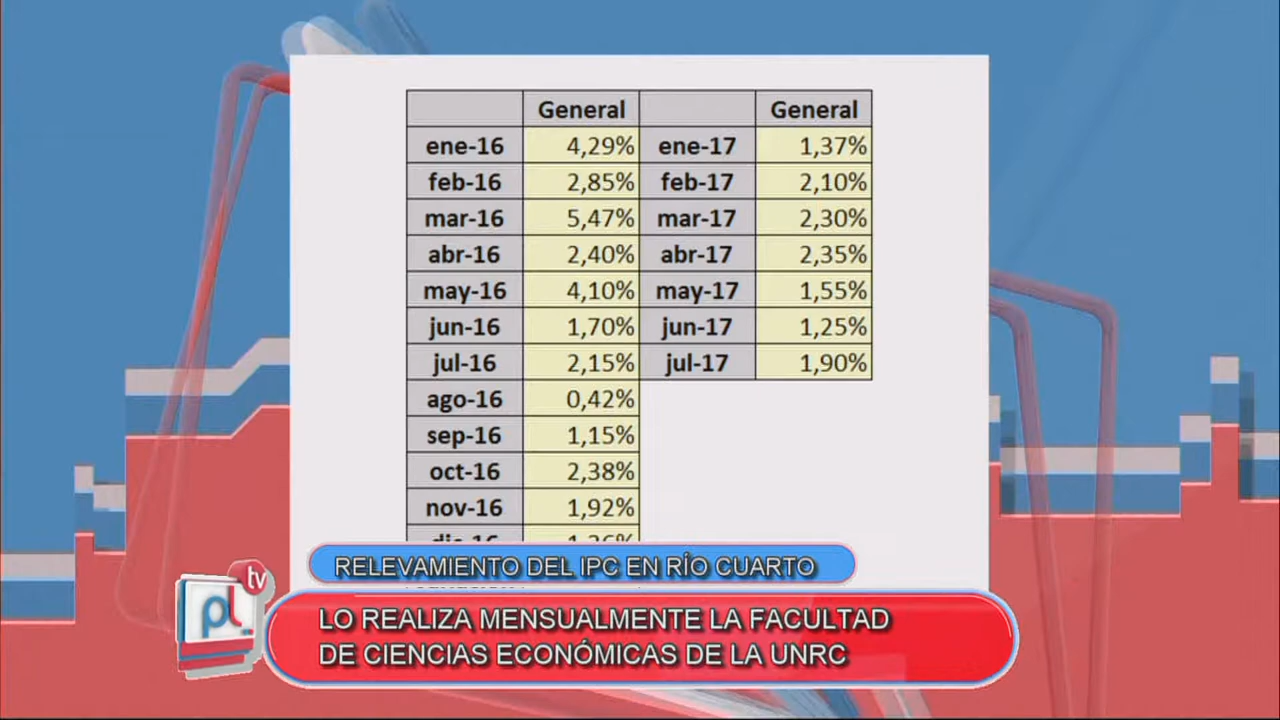 General General
ene-16 4,29% ene-17 1,37%
feb-16 2,85% feb-17 2,10%
mar-16 5,47% mar-17 2,30%
abr-16 2,40% abr-17 2,35%
may-16 4,10% may-17 1,55%
jun-16 1,70% jun-17 1,25%
jul-16 2,15% jul-17 1,90%
ago-16 0,42%
sep-16 1,15%
oct-16 2,38%
nov-16 1,92%
dic-16
RELEVAMIENTO DEL IPC EN RÍO CUARTO
tv
pl
LO REALIZA MENSUALMENTE LA FACULTAD
DE CIENCIAS ECONÓMICAS DE LA UNRC